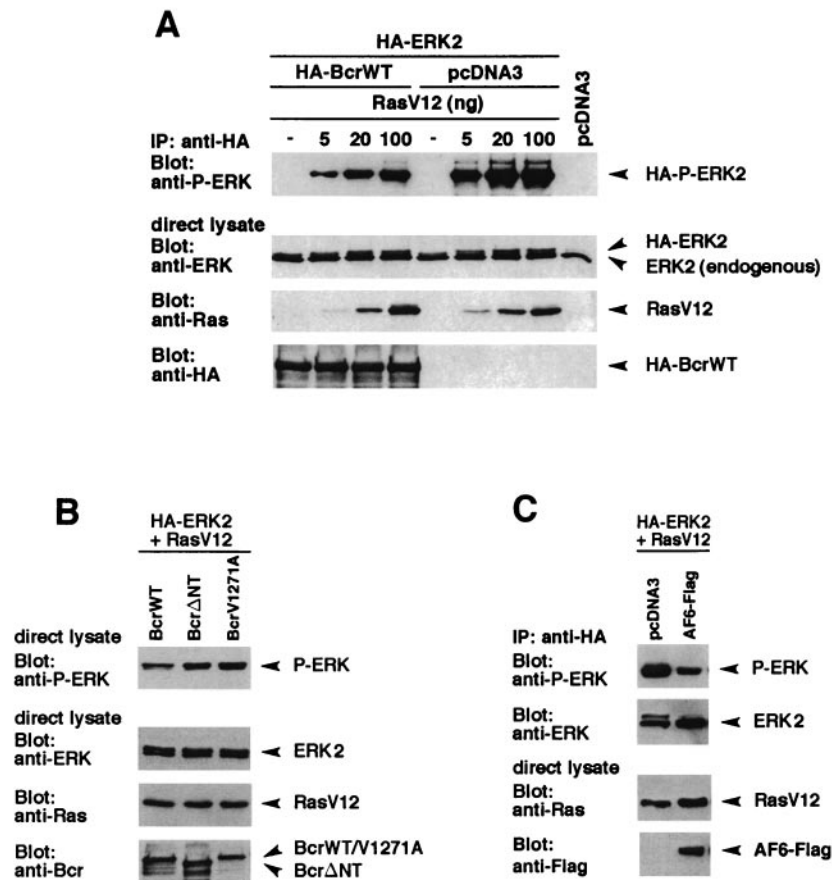 A
HA-ERK2
HA-BcrWT pcDNA3 pcDNA3
RasV12 (ng)
IP: anti-HA - 5 20 100 - 5 20 100
Blot:
anti-P-ERK
HA-P-ERK2
direct lysate
Blot:
anti-ERK
HA-ERK2
ERK2 (endogenous)
Blot:
anti-Ras
RasV12
Blot:
anti-HA
HA-BcrWT
B
HA-ERK2
+ RasV12
BcrWT BcrΔNT BcrV1271A
direct lysate
Blot:
anti-P-ERK
P-ERK
direct lysate
Blot:
anti-ERK
ERK2
Blot:
anti-Ras
RasV12
Blot:
anti-Bcr
BcrWT/V1271A
BcrΔNT
C
HA-ERK2
+ RasV12
pcDNA3 AF6-Flag
IP: anti-HA
Blot:
anti-P-ERK
P-ERK
Blot:
anti-ERK
ERK2
direct lysate
Blot:
anti-Ras
RasV12
Blot:
anti-Flag
AF6-Flag